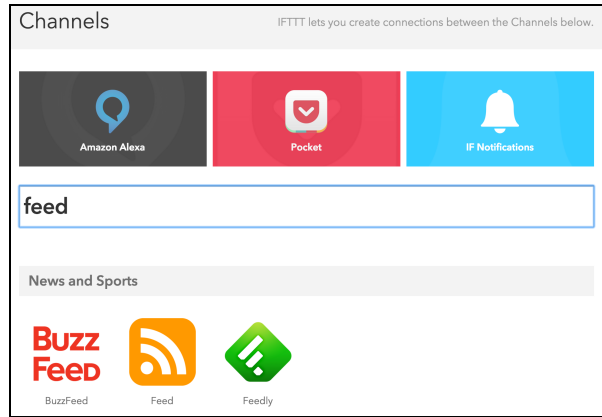 Channels
IFTTT lets you create connections between the Channels below.
Amazon Alexa
Pocket
IF Notifications
feed
News and Sports
BuzzFeed
BuzzFeed
Feed
Feedly